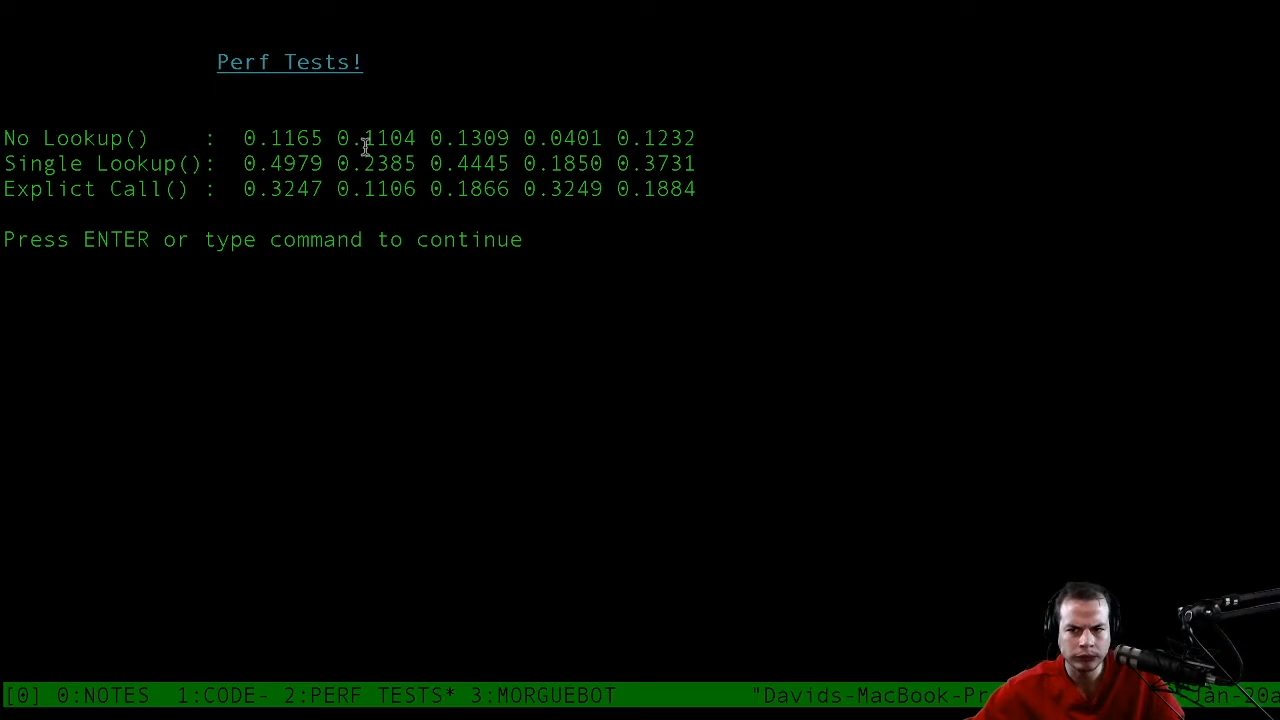 Perf Tests!
No Lookup() : 0.1165 0.1104 0.1309 0.0401 0.1232
Single Lookup(): 0.4979 0.2385 0.4445 0.1850 0.3731
Explict Call() : 0.3247 0.1106 0.1866 0.3249 0.1884
Press ENTER or type command to continue
[0] 0:NOTES 1:CODE- 2:PERF TESTS* 3:MORGUEBOT "Davids-MacBook-Pr Jan-20a